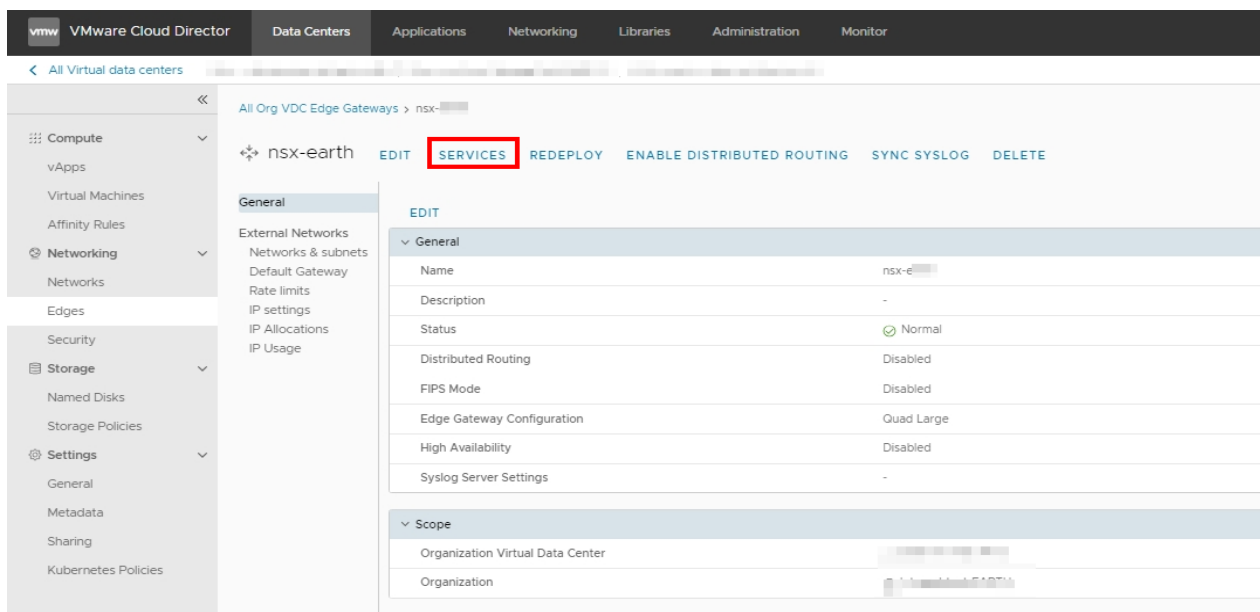 vmw VMware Cloud Director Data Centers Applications Networking Libraries Administration Monitor
All Virtual data centers
«
All Org VDC Edge Gateways > nsx-
Compute
vApps
Virtual Machines
Affinity Rules
Networking
Networks
Edges
Security
Storage
Named Disks
Storage Policies
Settings
General
Metadata
Sharing
Kubernetes Policies
nsx-earth EDIT SERVICES REDEPLOY ENABLE DISTRIBUTED ROUTING SYNC SYSLOG DELETE
General
External Networks
Networks & subnets
Default Gateway
Rate limits
IP settings
IP Allocations
IP Usage
EDIT
General
Name nsx-e
Description -
Status Normal
Distributed Routing Disabled
FIPS Mode Disabled
Edge Gateway Configuration Quad Large
High Availability Disabled
Syslog Server Settings -
Scope
Organization Virtual Data Center
Organization